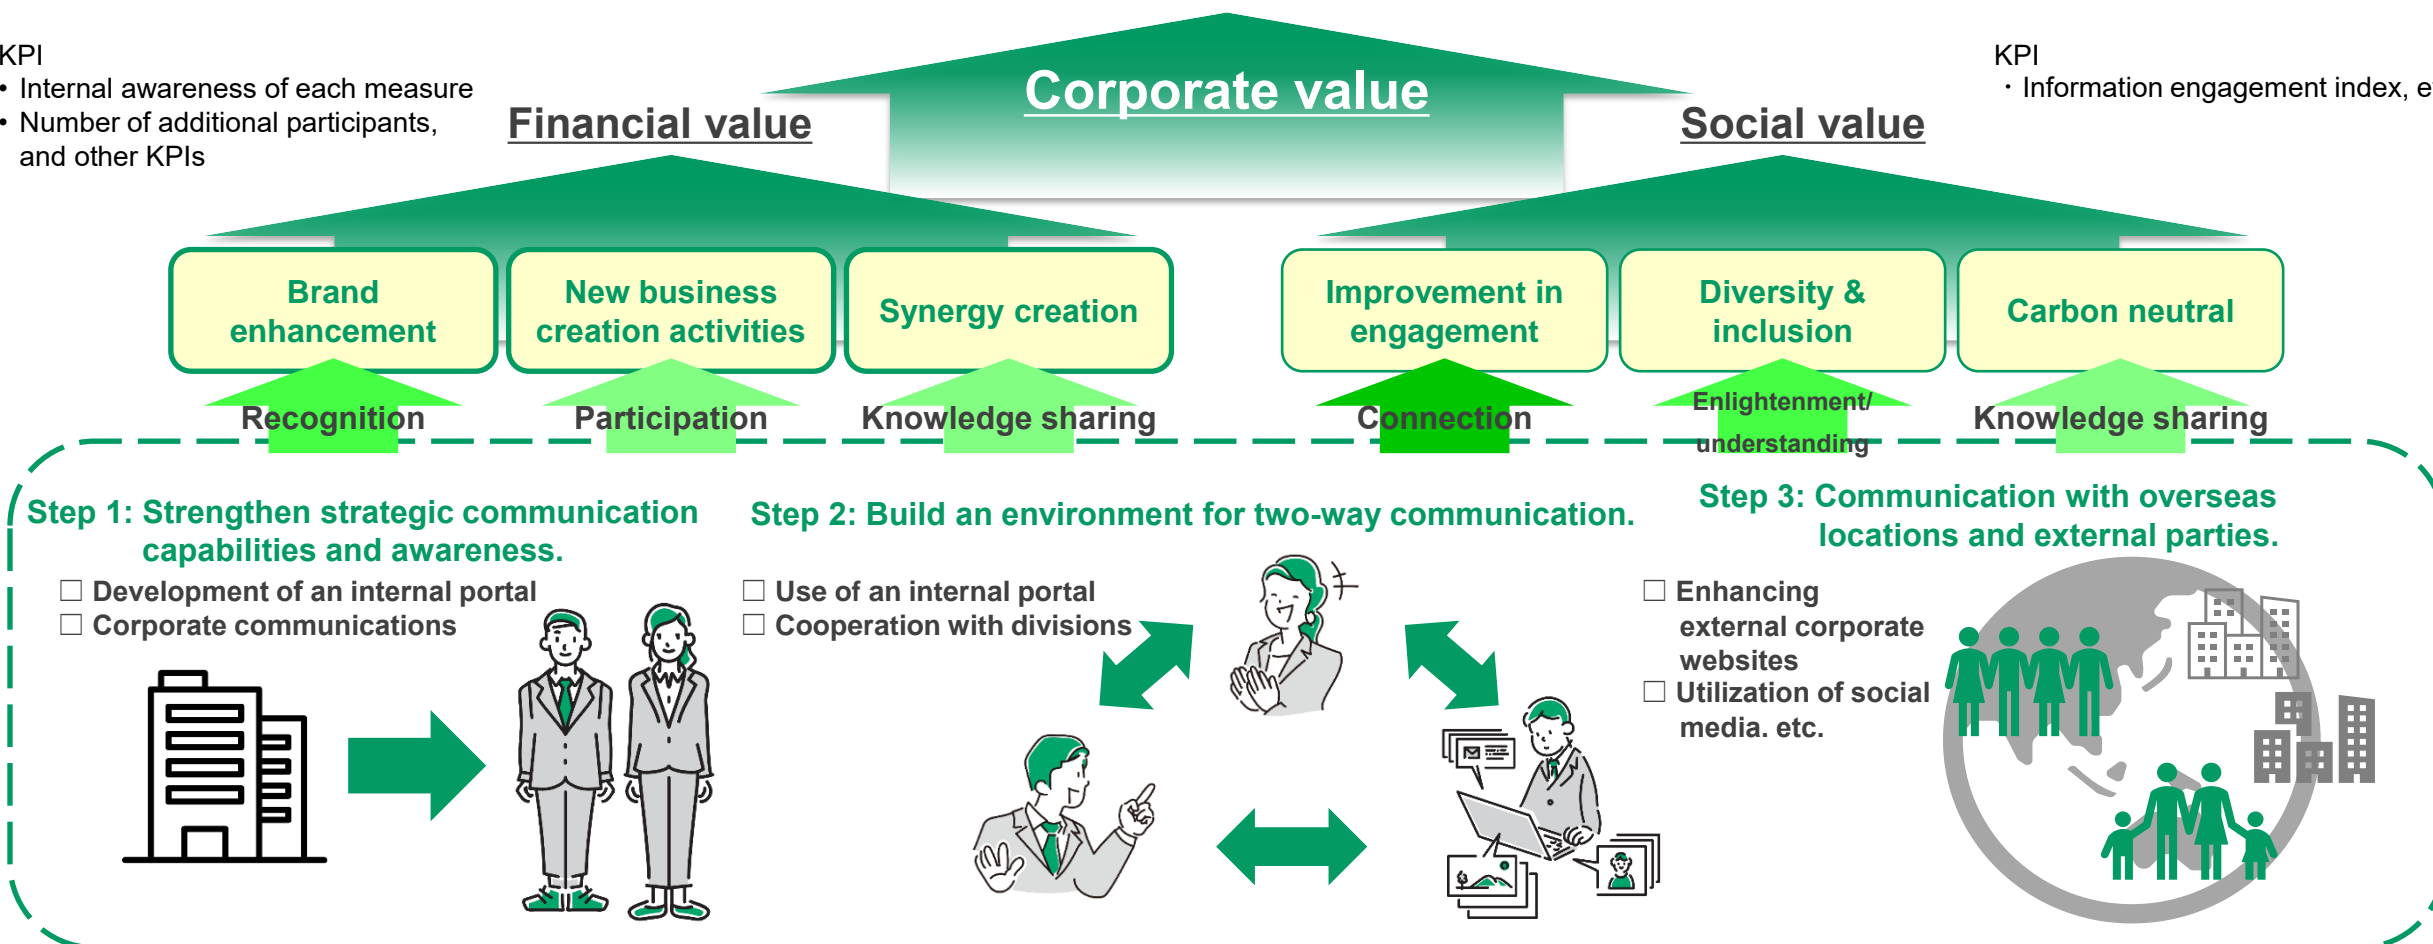 KPI
• Internal awareness of each measure
• Number of additional participants,
and other KPIs
Financial value
Corporate value
Social value
KPI
・Information engagement index,
Brand
enhancement
New business
creation activities
Synergy creation
Improvement in
engagement
Diversity &
inclusion
Carbon neutral
Recognition
Participation
Knowledge sharing
Connection
Enlightenment/
understanding
Knowledge sharing
Step 1: Strengthen strategic communication
capabilities and awareness.
□ Development of an internal portal
□ Corporate communications
Step 2: Build an environment for two-way communication.
□ Use of an internal portal
□ Cooperation with divisions
Step 3: Communication with overseas
locations and external parties.
□ Enhancing
external corporate
websites
□ Utilization of social
media. etc.